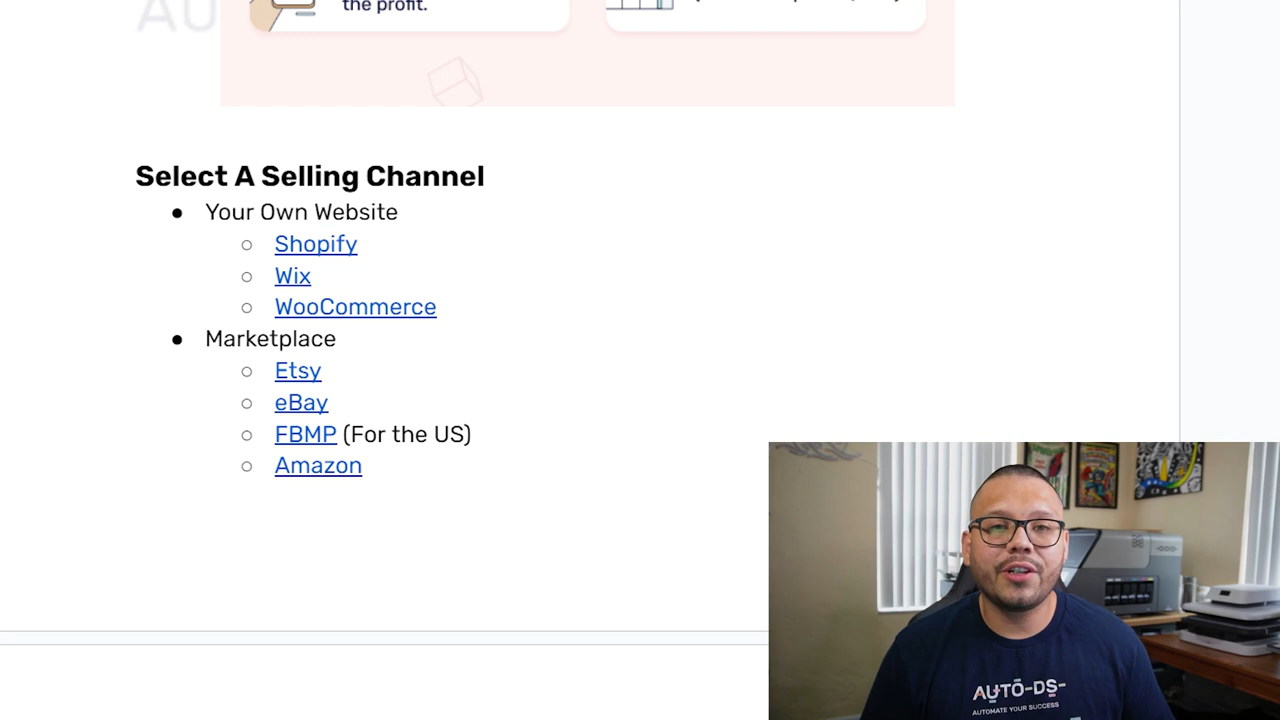 AU
the profit.
Select A Selling Channel
● Your Own Website
○ Shopify
○ Wix
○ WooCommerce
● Marketplace
○ Etsy
○ eBay
○ FBMP (For the US)
○ Amazon
AUTO-DS-
AUTOMATE YOUR SUCCESS